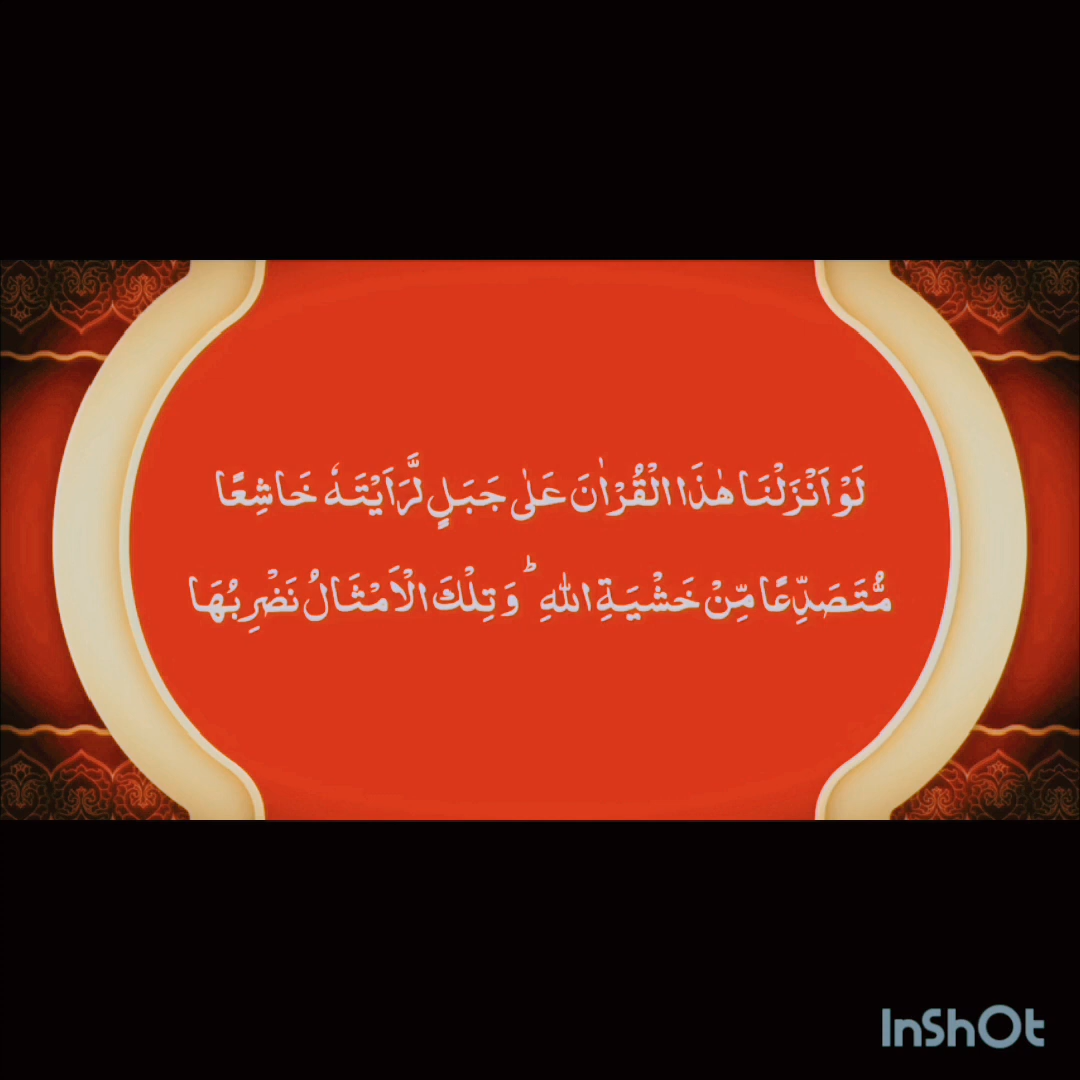 لَوْ اَنْزَلْنَا هٰذَا الْقُرْاٰنَ عَلٰى جَبَلٍ لَّرَاَيْتَهٗ خَاشِعًا
مُّتَصَدِّعًا مِّنْ خَشْيَةِ اللّٰهِ ؕ وَتِلْكَ الْاَمْثَالُ نَضْرِبُهَا
InShOt